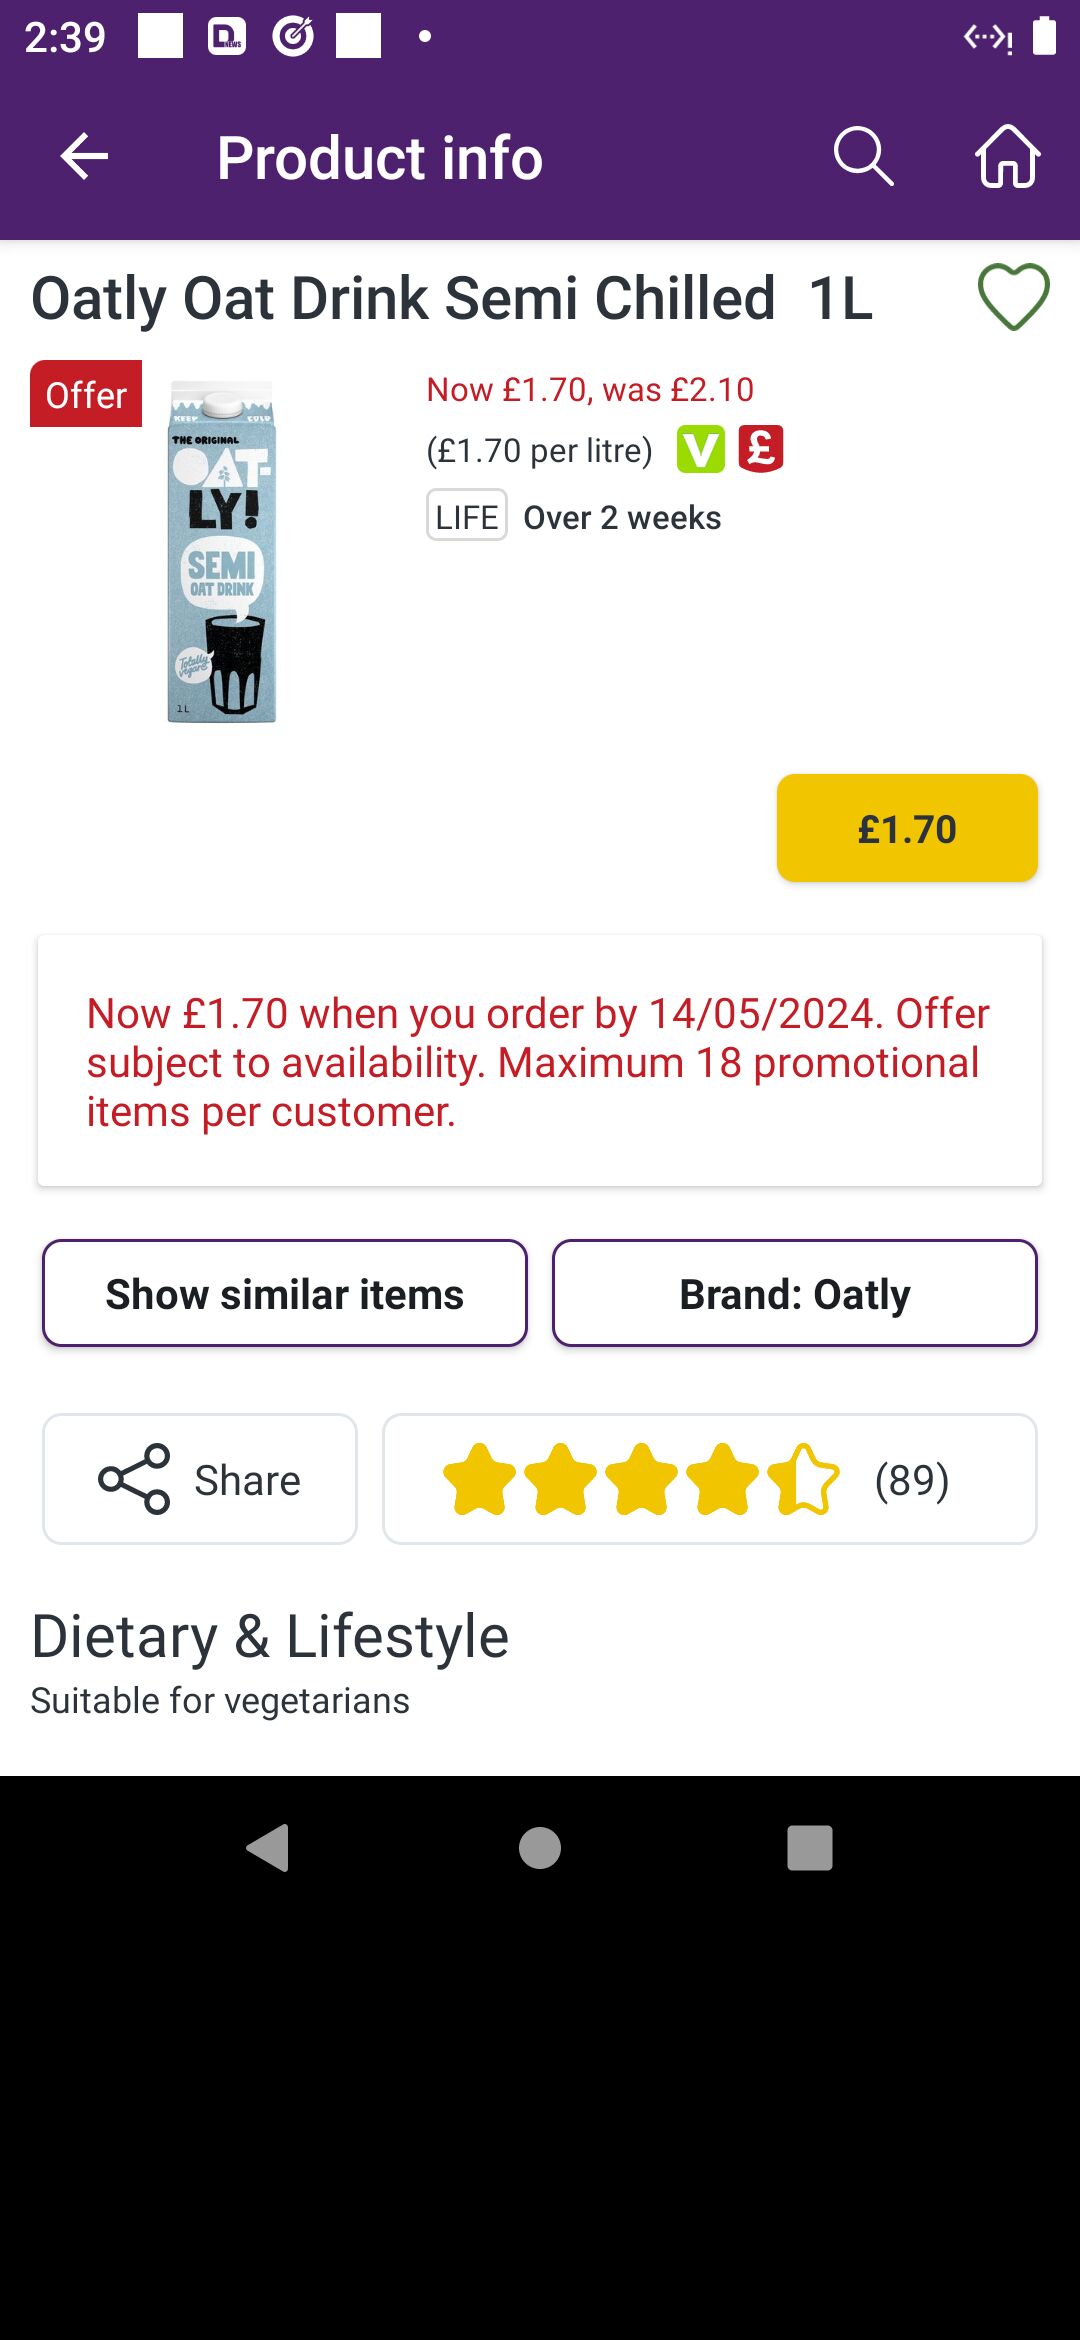 2:39
D NEWS
Product info
Oatly Oat Drink Semi Chilled 1L
Offer
KEEP COLD
THE ORIGINAL
OAT-
LY!
SEMI
OAT DRINK
Totally
vegan
1L
Now £1.70, was £2.10
(£1.70 per litre) V £
LIFE Over 2 weeks
£1.70
Now £1.70 when you order by 14/05/2024. Offer
subject to availability. Maximum 18 promotional
items per customer.
Show similar items
Brand: Oatly
Share
(89)
Dietary & Lifestyle
Suitable for vegetarians